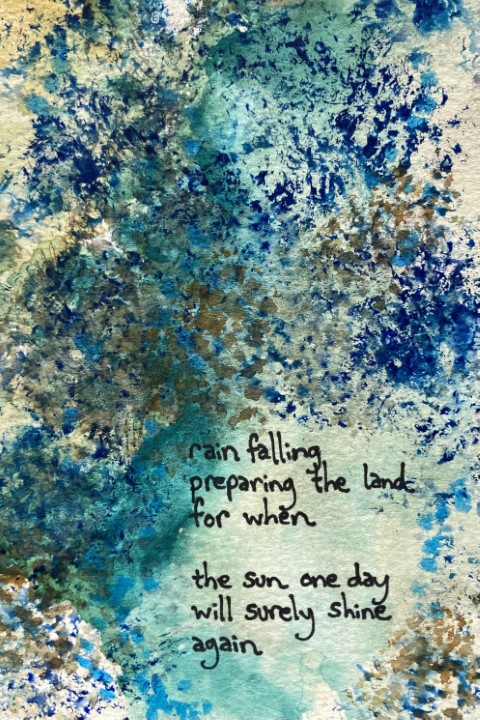 rain falling
preparing the land
for when
the sun one day
will surely shine
again